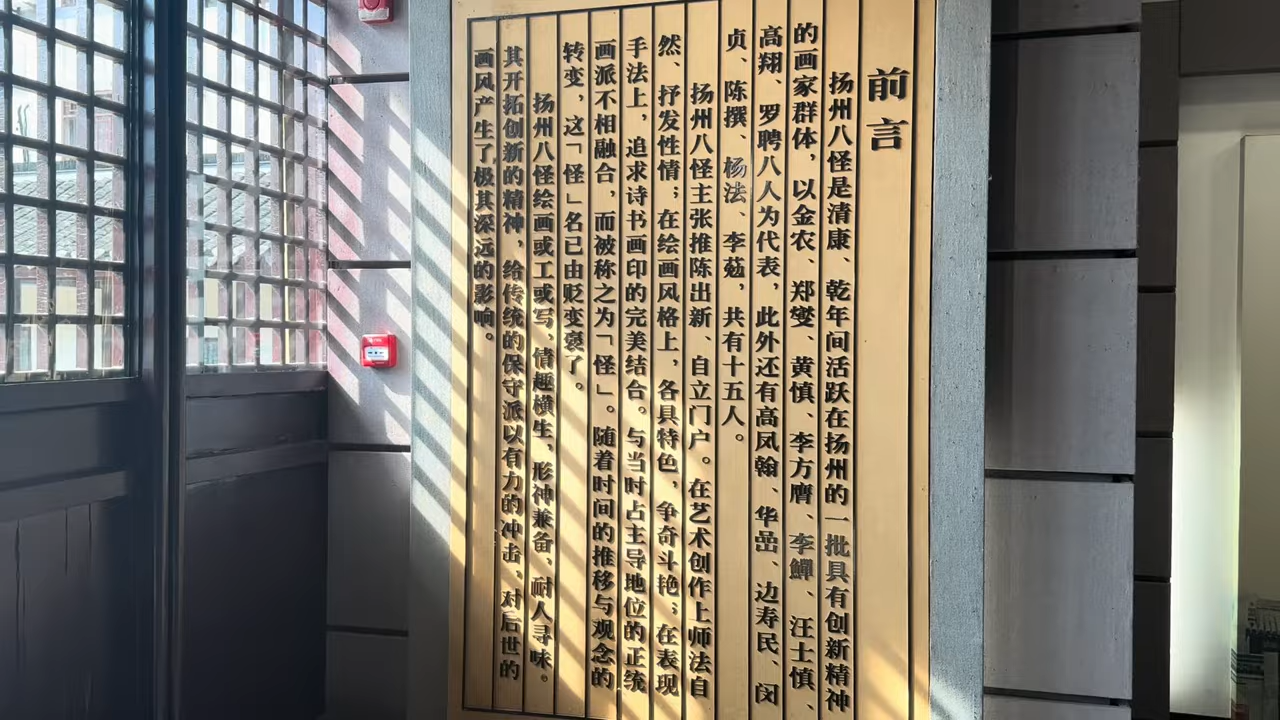 前言
扬州八怪是清康、乾年间活跃在扬州的一批具有创新精神
的画家群体，以金农、郑燮、黄慎、李方膺、李鱓、汪士慎、
高翔、罗聘八人为代表，此外还有高凤翰、华喦、边寿民、闵
贞、陈撰、杨法、李葂，共有十五人。
扬州八怪主张推陈出新、自立门户。在艺术创作上师法自
然、抒发性情；在绘画风格上，各具特色，争奇斗艳；在表现
手法上，追求诗书画印的完美结合。与当时占主导地位的正统
画派不相融合，而被称之为「怪」。随着时间的推移与观念的
转变，这「怪」名已由贬变褒了。
扬州八怪绘画或工或写，情趣横生，形神兼备，耐人寻味。
其开拓创新的精神，给传统的保守派以有力的冲击，对后世的
画风产生了极其深远的影响。